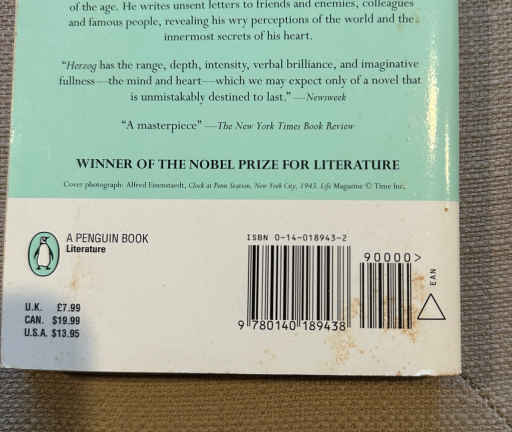 of the age. He writes unsent letters to friends and enemies, colleagues
and famous people, revealing his wry perceptions of the world and the
innermost secrets of his heart.
“Herzog has the range, depth, intensity, verbal brilliance, and imaginative
fullness—the mind and heart—which we may expect only of a novel that
is unmistakably destined to last.” —Newsweek
“A masterpiece” —The New York Times Book Review
WINNER OF THE NOBEL PRIZE FOR LITERATURE
Cover photograph: Alfred Eisenstaedt, Clock at Penn Station, New York City, 1943. Life Magazine © Time Inc.
A PENGUIN BOOK
Literature
U.K. £7.99
CAN. $19.99
U.S.A. $13.95
ISBN 0-14-018943-2
90000>
9 780140 189438
EAN